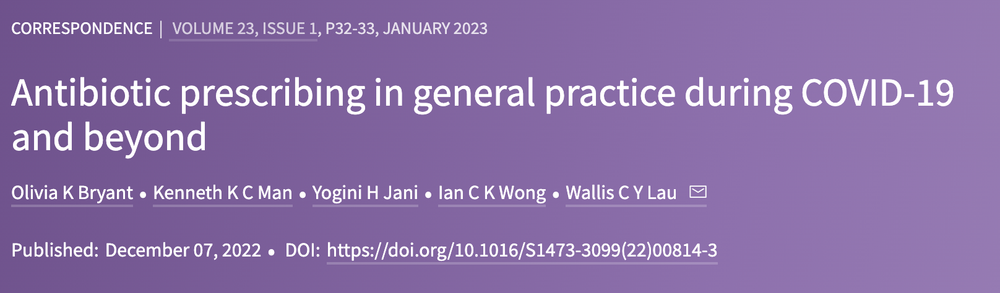 CORRESPONDENCE | VOLUME 23, ISSUE 1, P32-33, JANUARY 2023
Antibiotic prescribing in general practice during COVID-19
and beyond
Olivia K Bryant • Kenneth K C Man • Yogini H Jani • Ian C K Wong • Wallis C Y Lau
Published: December 07, 2022 • DOI: https://doi.org/10.1016/S1473-3099(22)00814-3